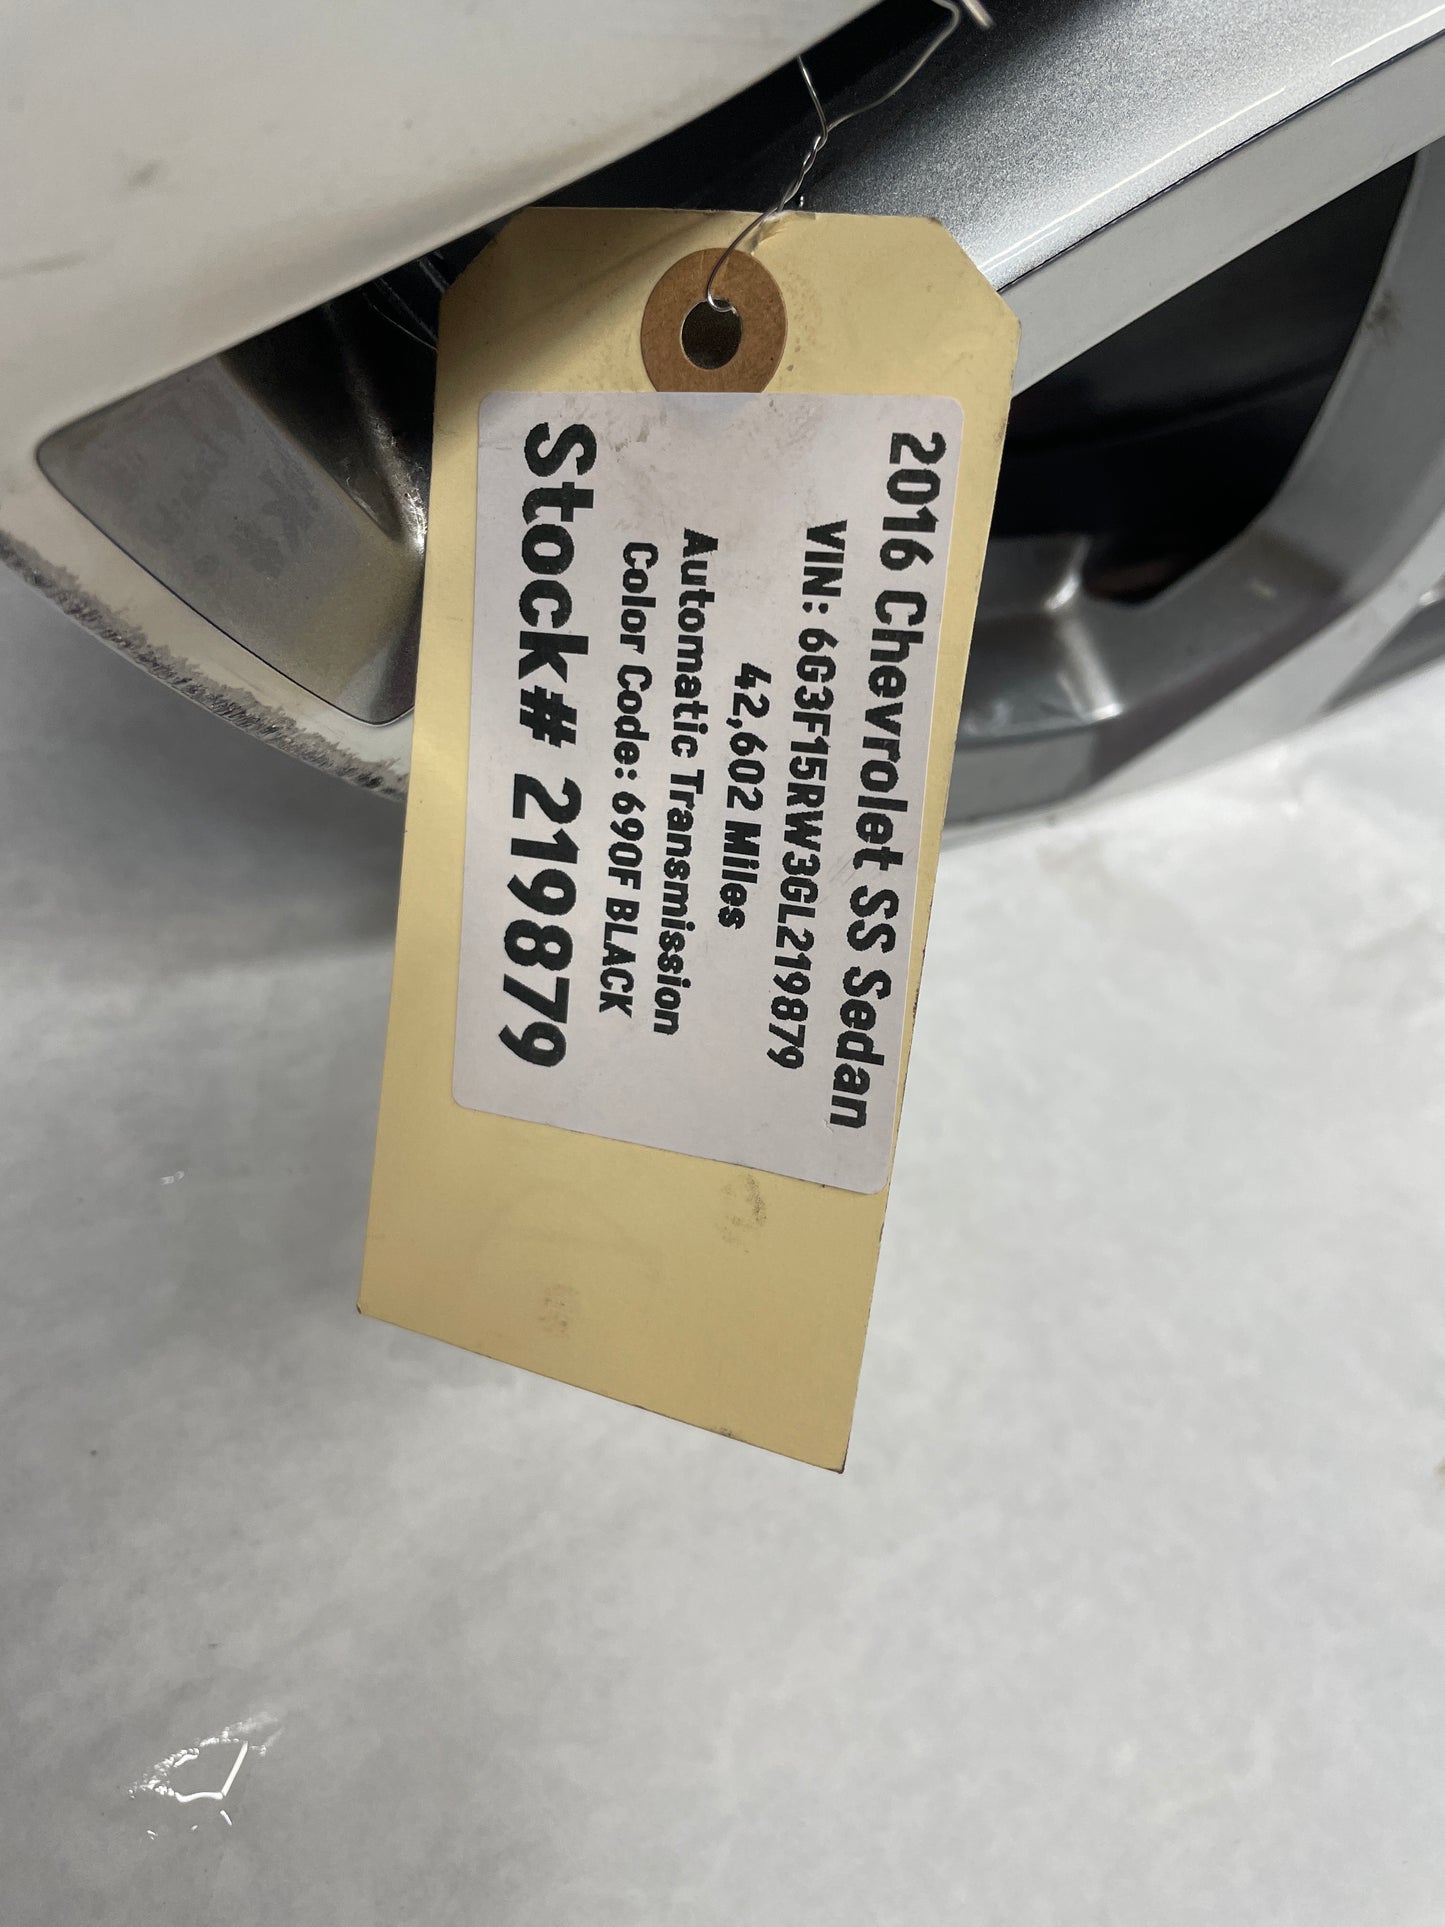 2016 Chevrolet SS Sedan
VIN: 6G3F15RW3GL219879
42,602 Miles
Automatic Transmission
Color Code: 690F BLACK
Stock# 219879